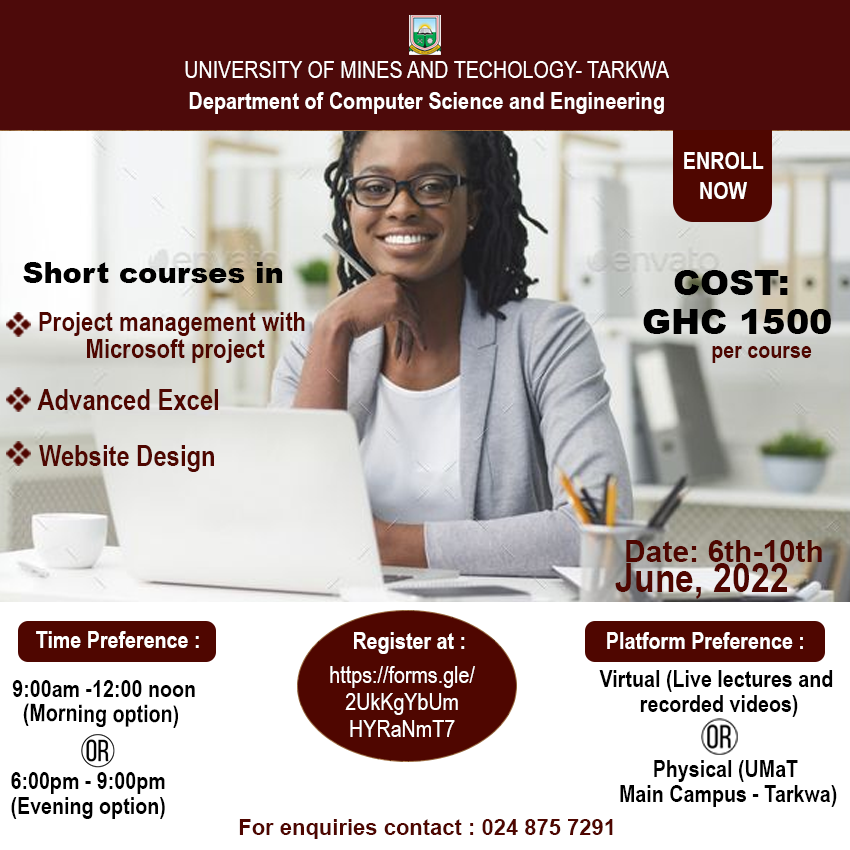 UNIVERSITY OF MINES AND TECHOLOGY- TARKWA
Department of Computer Science and Engineering
ENROLL
NOW
envato
envato
Short courses in
Project management with
Microsoft project
Advanced Excel
Website Design
COST:
GHC 1500
per course
Date: 6th-10th
June, 2022
Time Preference :
9:00am -12:00 noon
(Morning option)
OR
6:00pm - 9:00pm
(Evening option)
Register at :
https://forms.gle/
2UkKgYbUm
HYRaNmT7
Platform Preference :
Virtual (Live lectures and
recorded videos)
OR
Physical (UMaT
Main Campus - Tarkwa)
For enquiries contact : 024 875 7291